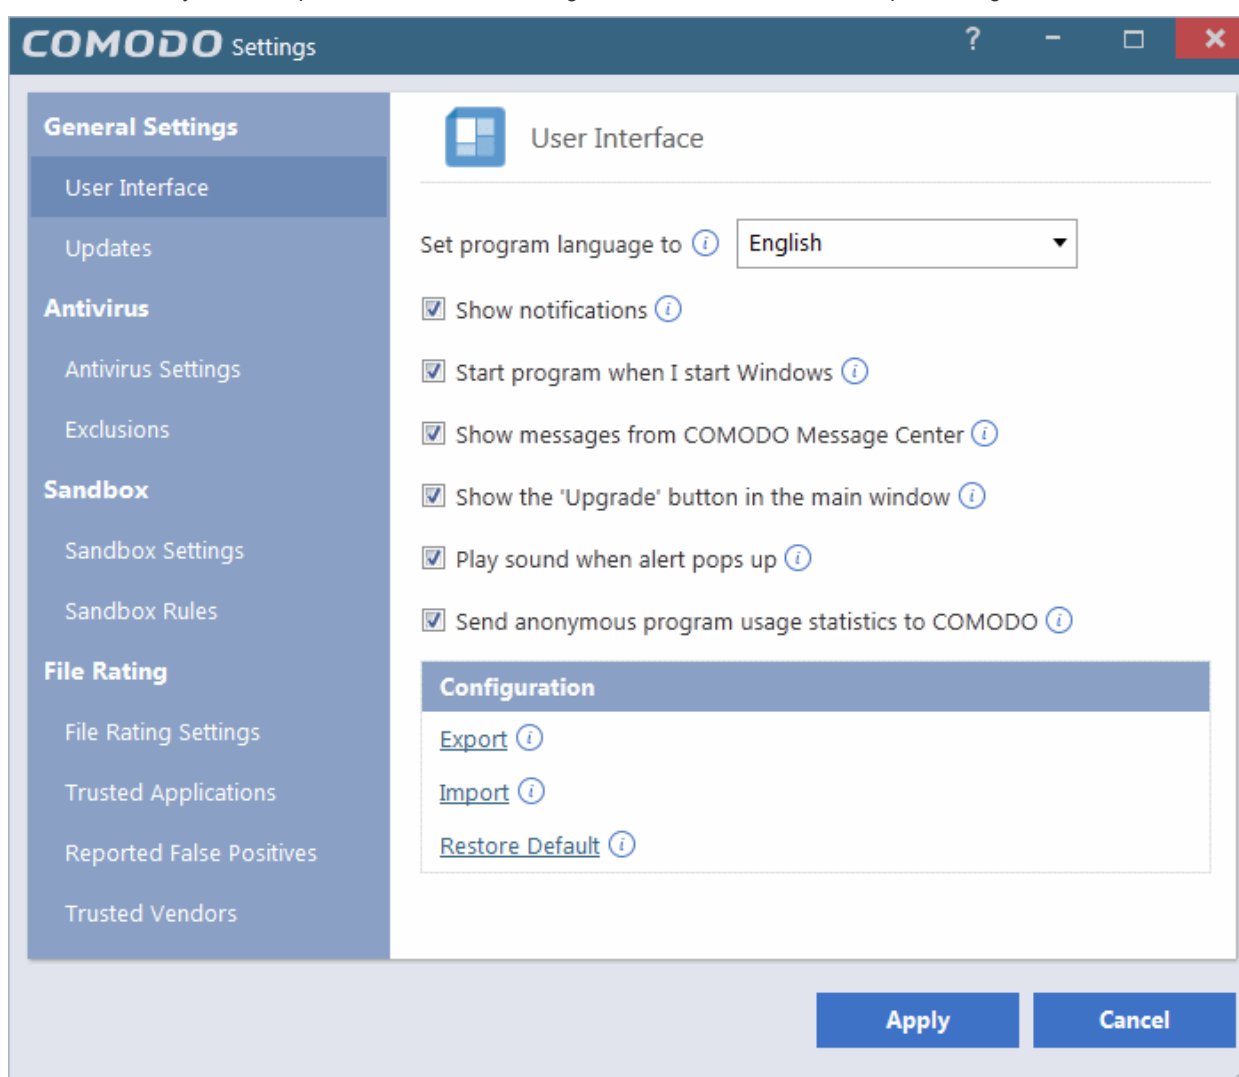 COMODO Settings
?
General Settings
User Interface
Updates
Antivirus
Antivirus Settings
Exclusions
Sandbox
Sandbox Settings
Sandbox Rules
File Rating
File Rating Settings
Trusted Applications
Reported False Positives
Trusted Vendors
User Interface
Set program language to i English
Show notifications i
Start program when I start Windows i
Show messages from COMODO Message Center i
Show the 'Upgrade' button in the main window i
Play sound when alert pops up i
Send anonymous program usage statistics to COMODO i
Configuration
Export i
Import i
Restore Default i
Apply Cancel